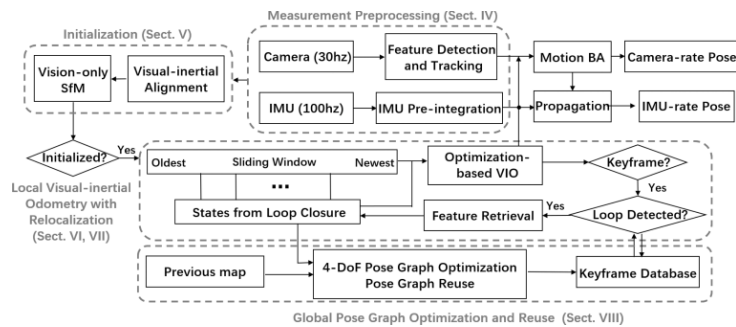 Measurement Preprocessing (Sect. IV)
Initialization (Sect. V)
Vision-only
SfM
Visual-inertial
Alignment
Camera (30hz)
Feature Detection
and Tracking
Motion BA
Camera-rate Pose
IMU (100hz)
IMU Pre-integration
Propagation
IMU-rate Pose
Initialized?
Yes
Oldest
Sliding Window
Newest
...
States from Loop Closure
Optimization-
based VIO
Keyframe?
Yes
Feature Retrieval
Yes
Loop Detected?
Local Visual-inertial
Odometry with
Relocalization
(Sect. VI, VII)
Previous map
4-DoF Pose Graph Optimization
Pose Graph Reuse
Keyframe Database
Global Pose Graph Optimization and Reuse (Sect. VIII)